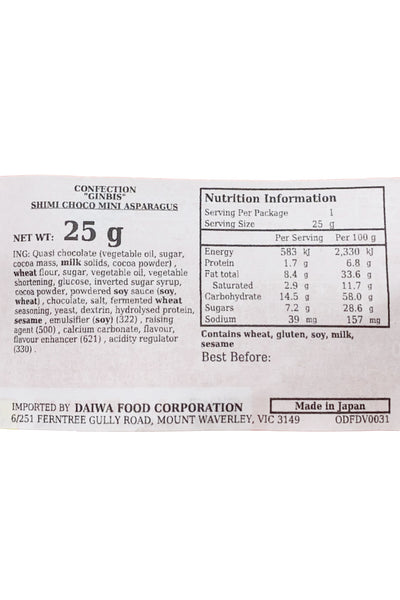 CONFECTION
"GINBIS"
SHIMI CHOCO MINI ASPARAGUS
NET WT: 25 g
ING: Quasi chocolate (vegetable oil, sugar,
cocoa mass, milk solids, cocoa powder) ,
wheat flour, sugar, vegetable oil, vegetable
shortening, glucose, inverted sugar syrup,
cocoa powder, powdered soy sauce (soy,
wheat) , chocolate, salt, fermented wheat
seasoning, yeast, dextrin, hydrolysed protein,
sesame , emulsifier (soy) (322) , raising
agent (500) , calcium carbonate, flavour,
flavour enhancer (621) , acidity regulator
(330) .
Nutrition Information
Serving Per Package 1
Serving Size 25 g
Per Serving Per 100 g
Energy 583 kJ 2,330 kJ
Protein 1.7 g 6.8 g
Fat total 8.4 g 33.6 g
Saturated 2.9 g 11.7 g
Carbohydrate 14.5 g 58.0 g
Sugars 7.2 g 28.6 g
Sodium 39 mg 157 mg
Contains wheat, gluten, soy, milk,
sesame
Best Before:
IMPORTED BY DAIWA FOOD CORPORATION
Made in Japan
6/251 FERNTREE GULLY ROAD, MOUNT WAVERLEY, VIC 3149
ODFDV0031